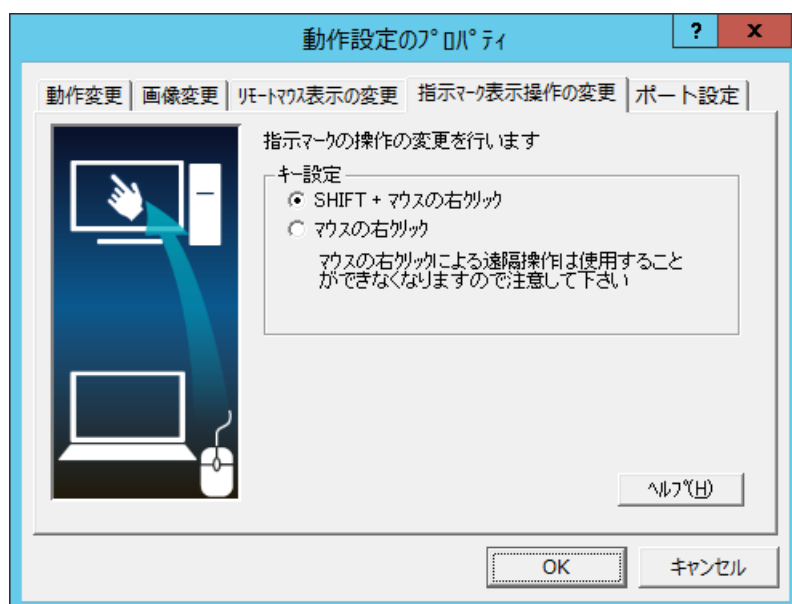 動作設定のﾌﾟﾛﾊﾟﾃｨ
? x
動作変更 画像変更 ﾘﾓｰﾄﾏｳｽ表示の変更 指示ﾏｰｸ表示操作の変更 ポート設定
指示ﾏｰｸの操作の変更を行います
キー設定
SHIFT + ﾏｳｽの右ｸﾘｯｸ
ﾏｳｽの右ｸﾘｯｸ
ﾏｳｽの右ｸﾘｯｸによる遠隔操作は使用すること
ができなくなりますので注意して下さい
ﾍﾙﾌﾟ(H)
OK キャンセル